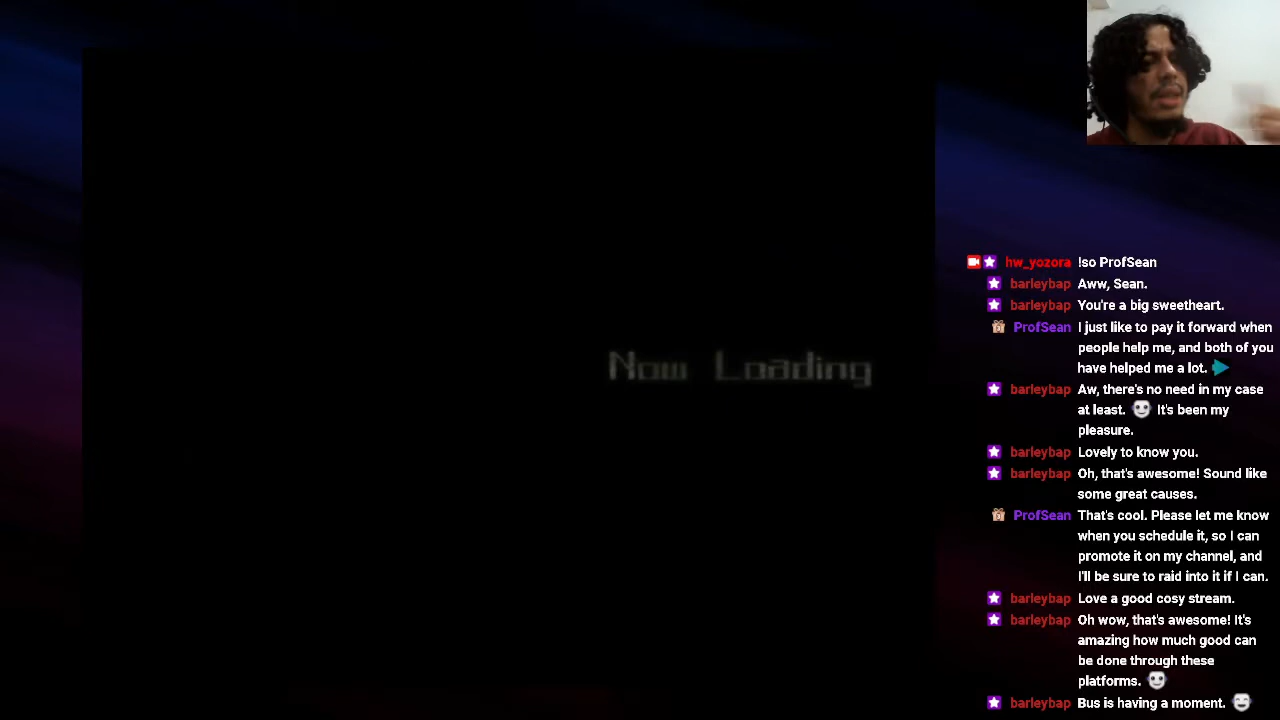 Now Loading
hw_yozora !so ProfSean
barleybap Aww, Sean.
barleybap You're a big sweetheart.
ProfSean I just like to pay it forward when
people help me, and both of you
have helped me a lot.
barleybap Aw, there's no need in my case
at least. It's been my
pleasure.
barleybap Lovely to know you.
barleybap Oh, that's awesome! Sound like
some great causes.
ProfSean That's cool. Please let me know
when you schedule it, so I can
promote it on my channel, and
I'll be sure to raid into it if I can.
barleybap Love a good cosy stream.
barleybap Oh wow, that's awesome! It's
amazing how much good can
be done through these
platforms.
barleybap Bus is having a moment.